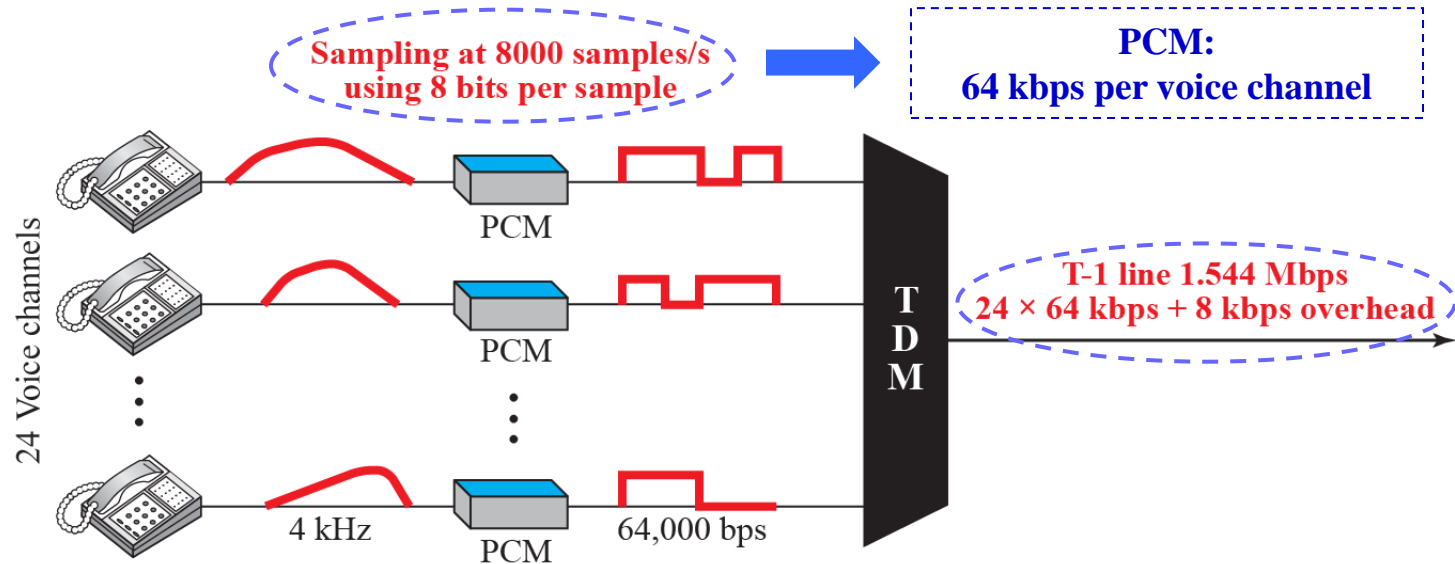 Sampling at 8000 samples/s
using 8 bits per sample
PCM:
64 kbps per voice channel
24 Voice channels
PCM
PCM
4 kHz
PCM
64,000 bps
T
D
M
T-1 line 1.544 Mbps
24 × 64 kbps + 8 kbps overhead